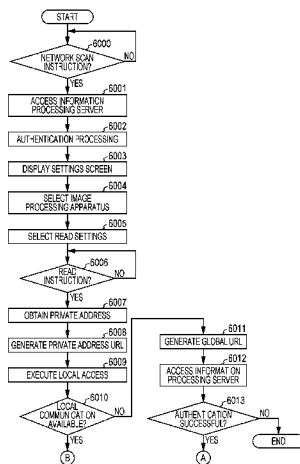 START
6000
NETWORK SCAN
INSTRUCTION?
NO
YES
6001
ACCESS INFORMATION
PROCESSING SERVER
6002
AUTHENTICATION PROCESSING
6003
DISPLAY SETTINGS SCREEN
6004
SELECT IMAGE
PROCESSING APPARATUS
6005
SELECT READ SETTINGS
6006
READ
INSTRUCTION?
NO
YES
6007
OBTAIN PRIVATE ADDRESS
6008
GENERATE PRIVATE ADDRESS URL
6009
EXECUTE LOCAL ACCESS
6010
LOCAL
COMMUNICATION
AVAILABLE?
NO
YES
B
6011
GENERATE GLOBAL URL
6012
ACCESS INFORMATION
PROCESSING SERVER
6013
AUTHENTICATION
SUCCESSFUL?
NO
YES
END
A